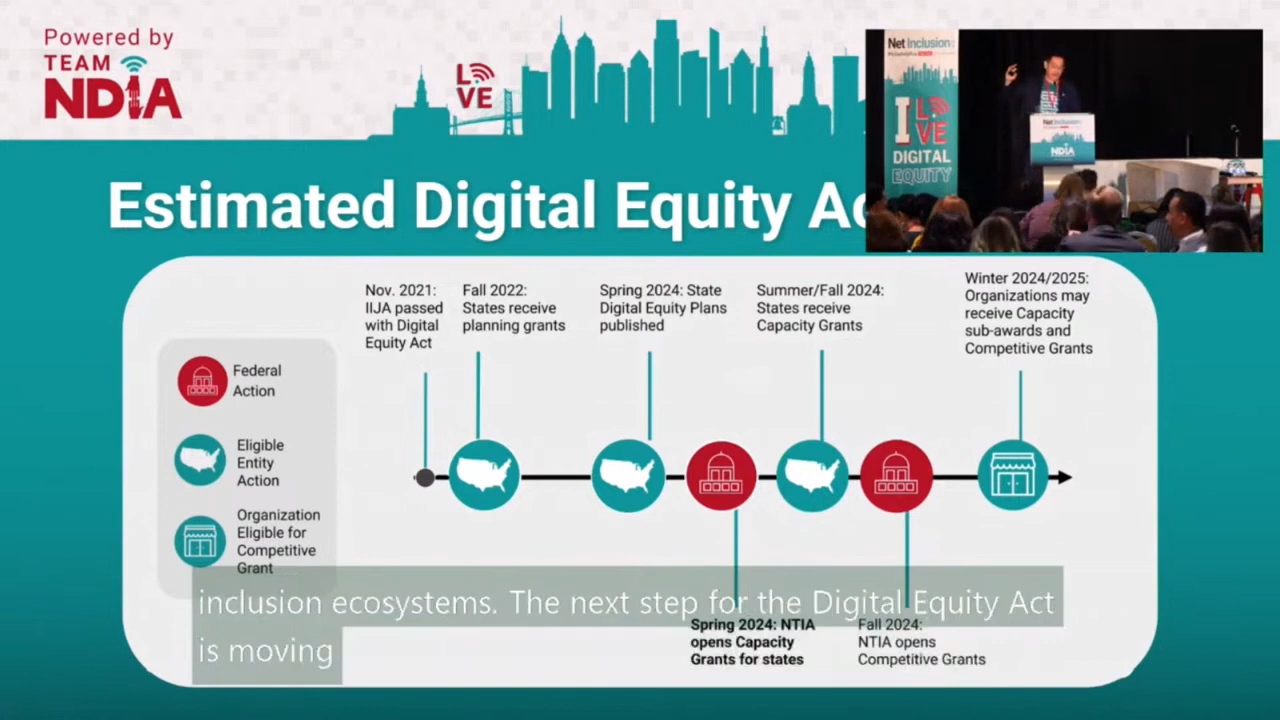 Powered by
TEAM
NDIA
LOVE
Estimated Digital Equity Ac
Net Inclusion
I LOVE
DIGITAL
EQUITY
Net Inclusion
NDIA
Federal
Action
Eligible
Entity
Action
Organization
Eligible for
Competitive
Grant
Nov. 2021:
IIJA passed
with Digital
Equity Act
Fall 2022:
States receive
planning grants
Spring 2024: State
Digital Equity Plans
published
Summer/Fall 2024:
States receive
Capacity Grants
Winter 2024/2025:
Organizations may
receive Capacity
sub-awards and
Competitive Grants
Spring 2024: NTIA
opens Capacity
Grants for states
Fall 2024:
NTIA opens
Competitive Grants
inclusion ecosystems. The next step for the Digital Equity Act
is moving